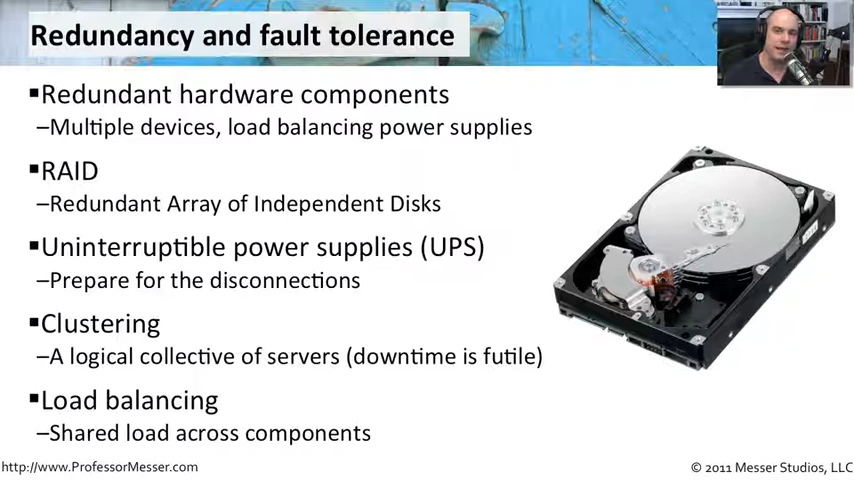 Redundancy and fault tolerance
▪Redundant hardware components
–Multiple devices, load balancing power supplies
▪RAID
–Redundant Array of Independent Disks
▪Uninterruptible power supplies (UPS)
–Prepare for the disconnections
▪Clustering
–A logical collective of servers (downtime is futile)
▪Load balancing
–Shared load across components
http://www.ProfessorMesser.com
© 2011 Messer Studios, LLC